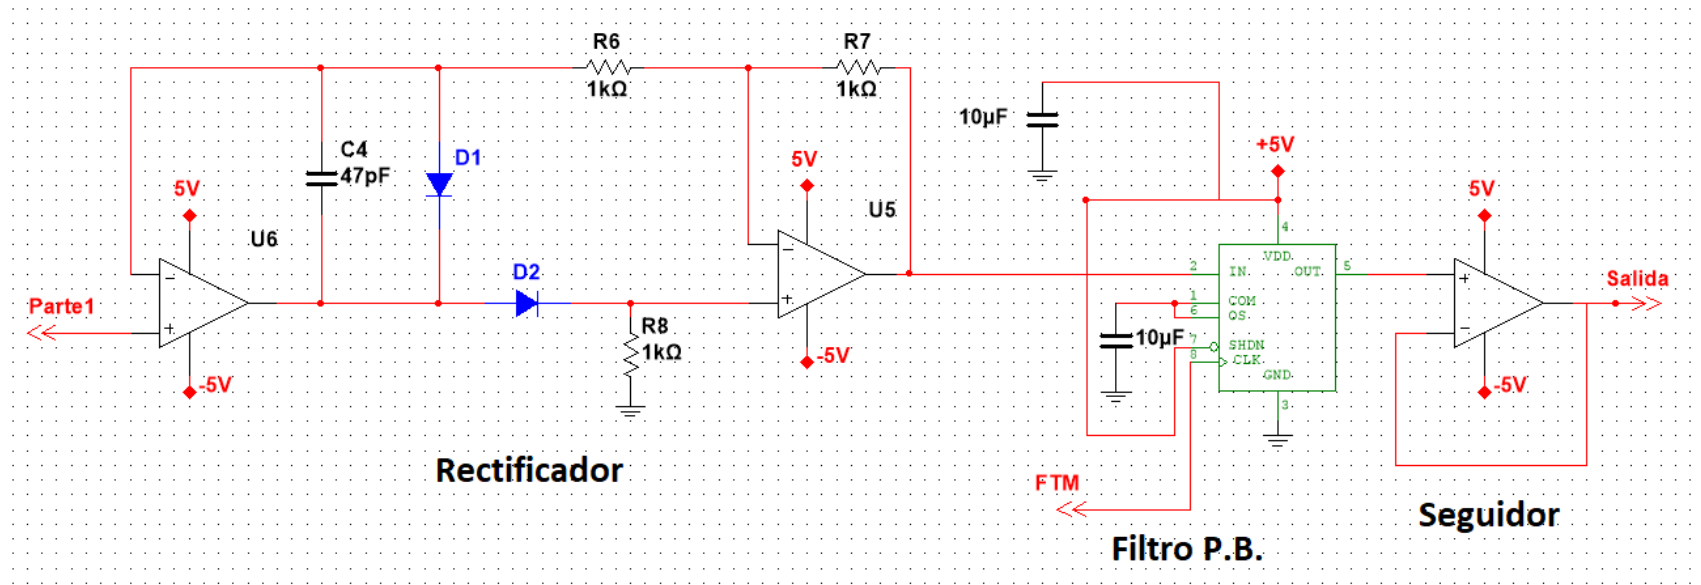 R6
1kΩ
R7
1kΩ
C4
47pF
D1
5V
U6
-5V
Parte1
D2
R8
1kΩ
5V
U5
-5V
Rectificador
10µF
+5V
4
VDD
2
IN
OUT
5
1
COM
6
OS
10µF
7
SHDN
8
CLK
GND
3
FTM
Filtro P.B.
5V
-5V
Salida
Seguidor